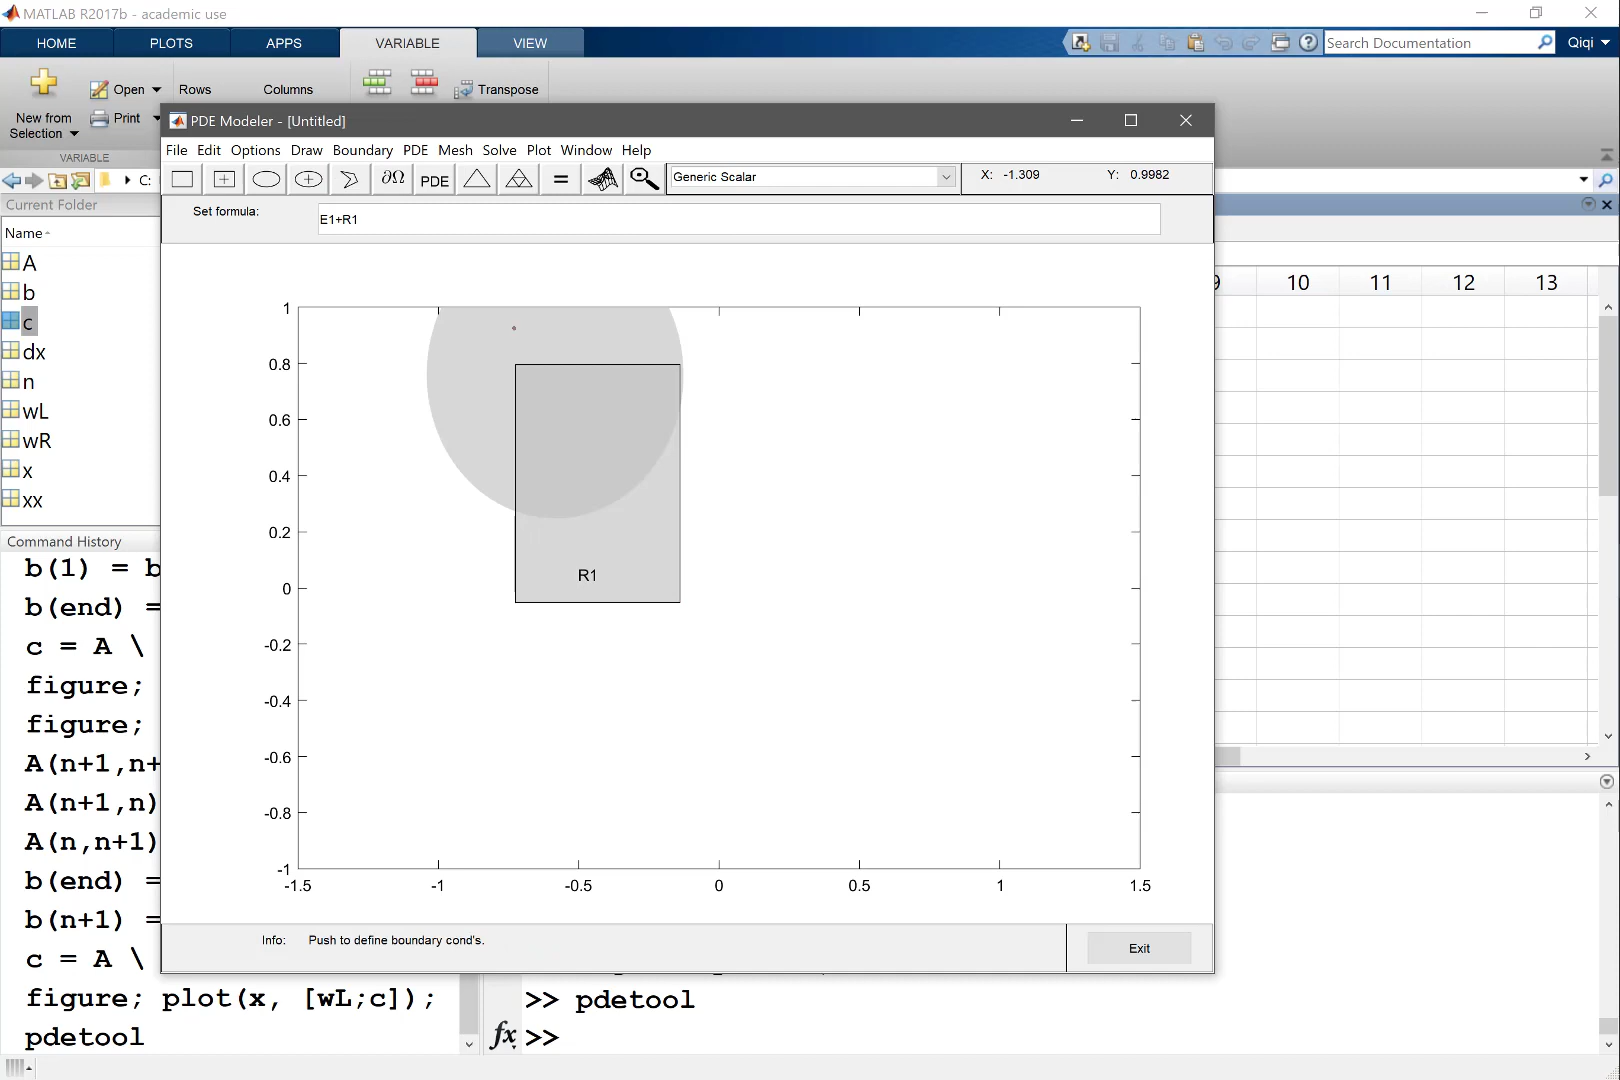 MATLAB R2017b - academic use
HOME PLOTS APPS VARIABLE VIEW
Search Documentation Qiqi
Open Rows Columns Transpose
New from Selection Print
VARIABLE
C:
PDE Modeler - [Untitled]
File Edit Options Draw Boundary PDE Mesh Solve Plot Window Help
∂Ω PDE = Generic Scalar X: -1.309 Y: 0.9982
Set formula: E1+R1
Current Folder
Name
A
b
c
dx
n
wL
wR
x
xx
10 11 12 13
1
0.8
0.6
0.4
0.2
0
-0.2
-0.4
-0.6
-0.8
-1
R1
-1.5 -1 -0.5 0 0.5 1 1.5
Info: Push to define boundary cond's.
Exit
Command History
b(1) = b
b(end) =
c = A \
figure;
figure;
A(n+1,n+
A(n+1,n)
A(n,n+1)
b(end) =
b(n+1) =
c = A \
figure; plot(x, [wL;c]);
pdetool
>> pdetool
fx >>